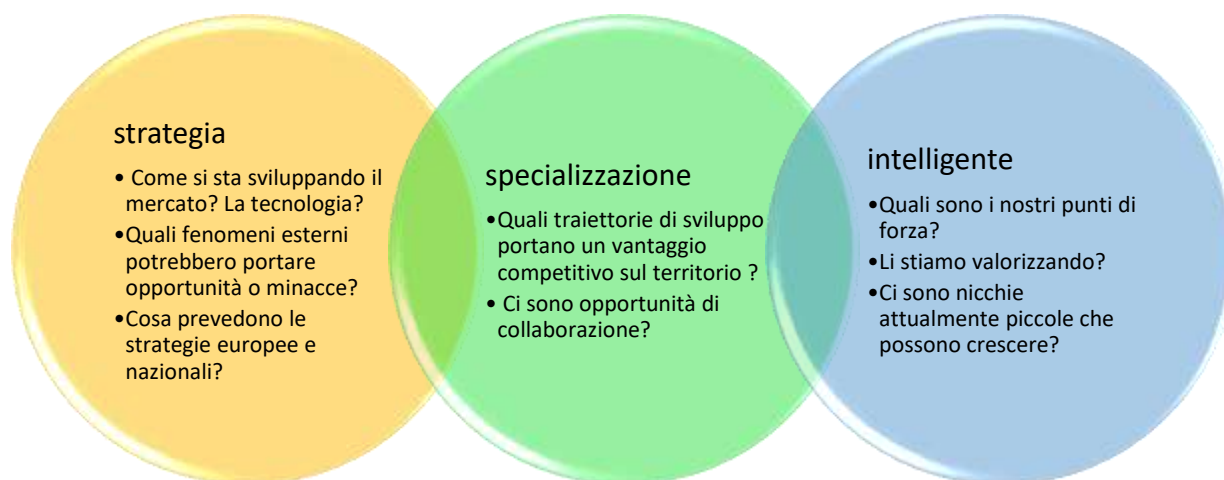 strategia
• Come si sta sviluppando il
mercato? La tecnologia?
•Quali fenomeni esterni
potrebbero portare
opportunità o minacce?
•Cosa prevedono le
strategie europee e
nazionali?
specializzazione
•Quali traiettorie di sviluppo
portano un vantaggio
competitivo sul territorio ?
• Ci sono opportunità di
collaborazione?
intelligente
•Quali sono i nostri punti di
forza?
•Li stiamo valorizzando?
•Ci sono nicchie
attualmente piccole che
possono crescere?